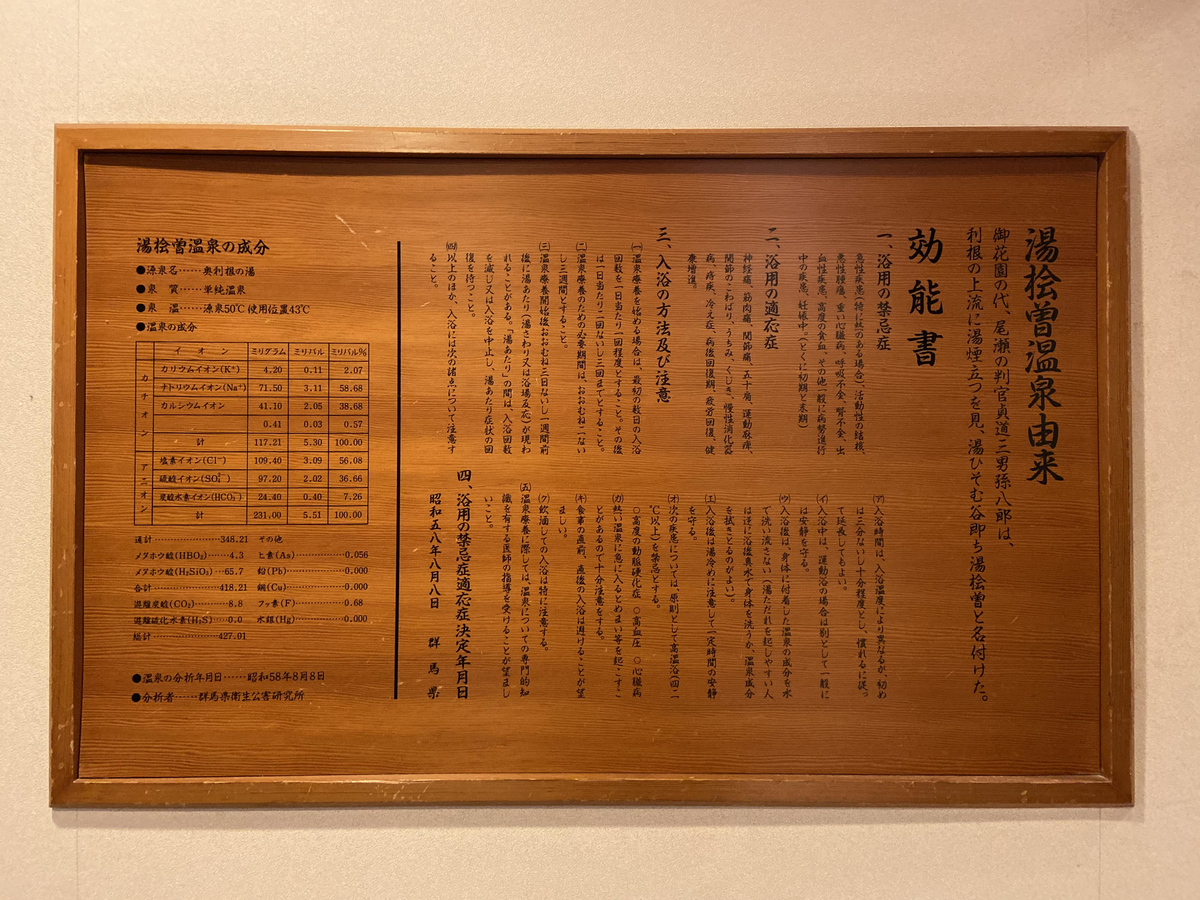 湯桧曽温泉由来
御花園の代、尾瀬の判官貞道三男孫八郎は、
利根の上流に湯煙立つを見、湯ひそむ谷即ち湯桧曽と名付けた。
効能書
一、浴用の禁忌症
急性疾患(特に熱のある場合)、活動性の結核、
悪性腫瘍、重い心臓病、呼吸不全、腎不全、出
血性疾患、高度の貧血、その他一般に病勢進行
中の疾患、妊娠中。(とくに初期と末期)
二、浴用の適応症
神経痛、筋肉痛、関節痛、五十肩、運動麻痺、
関節のこわばり、うちみ、くじき、慢性消化器
病、痔疾、冷え症、病後回復期、疲労回復、健
康増進。
三、入浴の方法及び注意
㈠温泉療養を始める場合は、最初の数日の入浴
回数を一日当たり一回程度とすること。その後
は一日当たり二回ないし三回までとすること。
㈡温泉療養のための必要期間は、おおむね二ない
し三週間とすること。
㈢温泉療養開始後おおむね三日ないし一週間前
後に湯あたり(湯さわり又は浴場反応)が現わ
れることがある。「湯あたり」の間は、入浴回数
を減じ又は入浴を中止し、湯あたり症状の回
復を待つこと。
㈣以上のほか、入浴には次の諸点について注意す
ること。
(ア)入浴時間は、入浴温度により異なるが、初め
は三分ないし十分程度とし、慣れるに従っ
て延長してもよい。
(イ)入浴中は、運動浴の場合は別として一般に
は安静を守る。
(ウ)入浴後は、身体に付着した温泉の成分を水
で洗い流さない(湯ただれを起しやすい人
は逆に浴後真水で身体を洗うか、温泉成分
を拭きとるのがよい)。
(エ)入浴後は湯冷めに注意して一定時間の安静
を守る。
(オ)次の疾患については、原則として高温浴(四二
℃以上)を禁忌とする。
○高度の動脈硬化症 ○高血圧 ○心臓病
(カ)熱い温泉に急に入るとめまい等を起こすこ
とがあるので十分注意をする。
(キ)食事の直前、直後の入浴は避けることが望
ましい。
(ク)飲酒しての入浴は特に注意する。
㈤温泉療養に際しては、温泉についての専門的知
識を有する医師の指導を受けることが望まし
いこと。
四、浴用の禁忌症適応症決定年月日
昭和五八年八月八日 群馬県
湯桧曽温泉の成分
●源泉名……奥利根の湯
●泉 質……単純温泉
●泉 温……源泉50℃使用位置43℃
●温泉の成分
イオン ミリグラム ミリバル ミリバル%
カチオン
カリウムイオン(K⁺) 4.20 0.11 2.07
ナトリウムイオン(Na⁺) 71.50 3.11 58.68
カルシウムイオン 41.10 2.05 38.68
0.41 0.03 0.57
計 117.21 5.30 100.00
アニオン
塩素イオン(Cl⁻) 109.40 3.09 56.08
硫酸イオン(SO₄²⁻) 97.20 2.02 36.66
炭酸水素イオン(HCO₃⁻) 24.40 0.40 7.26
計 231.00 5.51 100.00
通計……348.21 その他
メタホウ酸(HBO₂)……4.3 ヒ素(As)……0.056
メタケイ酸(H₂SiO₃)…65.7 鉛(Pb)……0.000
合計……418.21 銅(Cu)……0.000
遊離炭酸(CO₂)……8.8 フッ素(F)……0.68
遊離硫化水素(H₂S)……0.0 水銀(Hg)……0.000
総計……427.01
●温泉の分析年月日……昭和58年8月8日
●分析者……群馬県衛生公害研究所